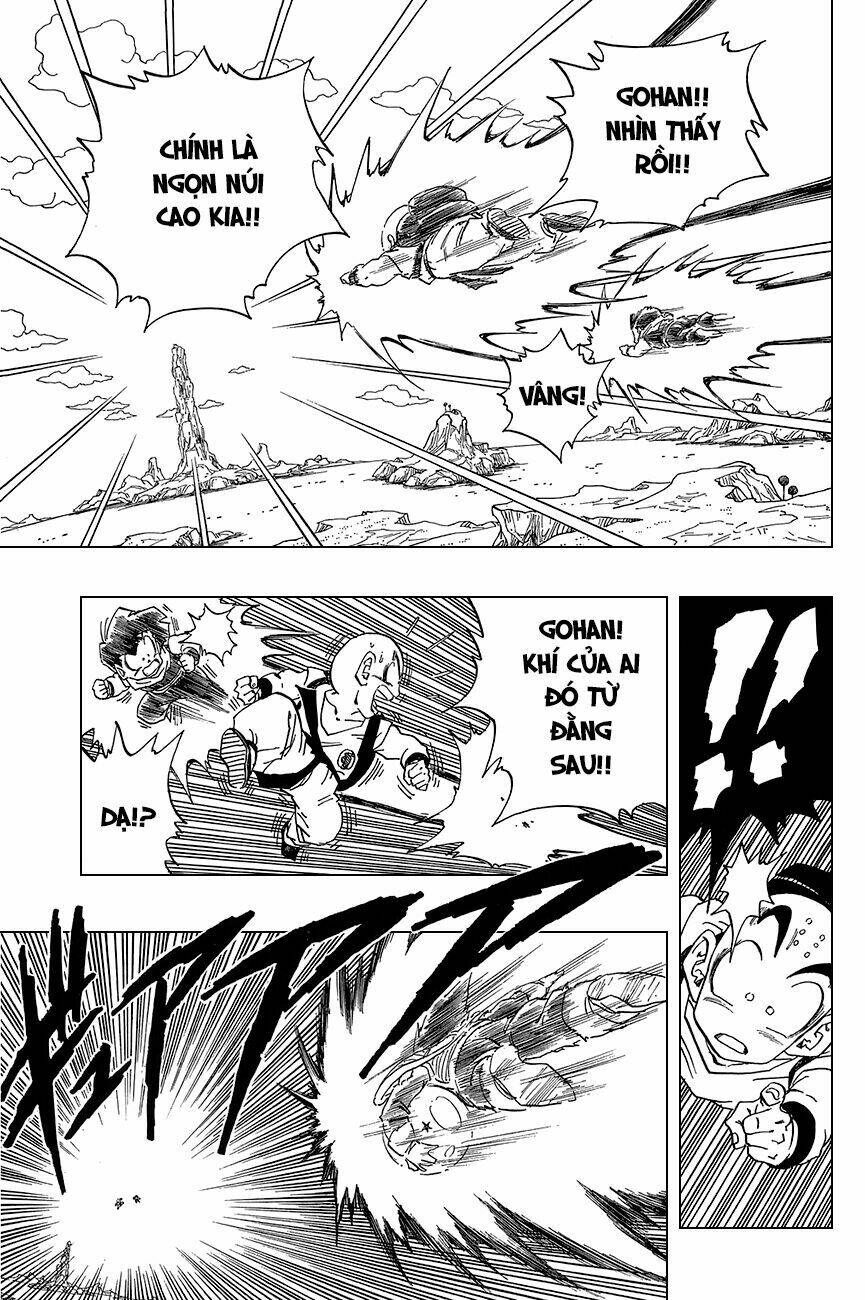 GOHAN!!
NHÌN THẤY
RỒI!!
CHÍNH LÀ
NGỌN NÚI
CAO KIA!!
VÂNG!
!!
GOHAN!
KHÍ CỦA AI
ĐÓ TỪ
ĐẰNG
SAU!!
DẠ!?